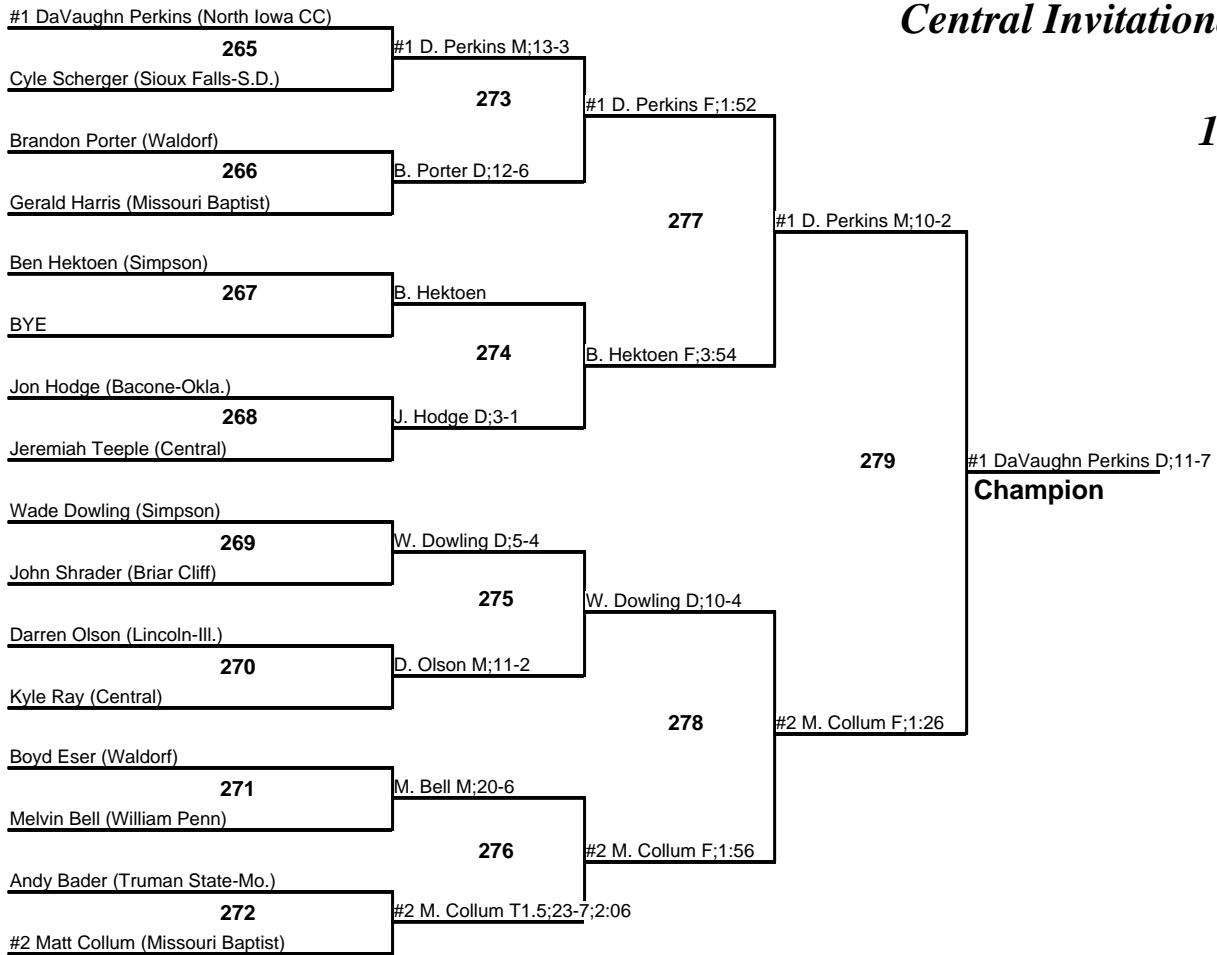 #1 DaVaughn Perkins (North Iowa CC)
Central Invitation
265
#1 D. Perkins M;13-3
Cyle Scherger (Sioux Falls-S.D.)
273
#1 D. Perkins F;1:52
1
Brandon Porter (Waldorf)
266
B. Porter D;12-6
Gerald Harris (Missouri Baptist)
277
#1 D. Perkins M;10-2
Ben Hektoen (Simpson)
267
B. Hektoen
BYE
274
B. Hektoen F;3:54
Jon Hodge (Bacone-Okla.)
268
J. Hodge D;3-1
Jeremiah Teeple (Central)
279
#1 DaVaughn Perkins D;11-7
Champion
Wade Dowling (Simpson)
269
W. Dowling D;5-4
John Shrader (Briar Cliff)
275
W. Dowling D;10-4
Darren Olson (Lincoln-Ill.)
270
D. Olson M;11-2
Kyle Ray (Central)
278
#2 M. Collum F;1:26
Boyd Eser (Waldorf)
271
M. Bell M;20-6
Melvin Bell (William Penn)
276
#2 M. Collum F;1:56
Andy Bader (Truman State-Mo.)
272
#2 M. Collum T1.5;23-7;2:06
#2 Matt Collum (Missouri Baptist)